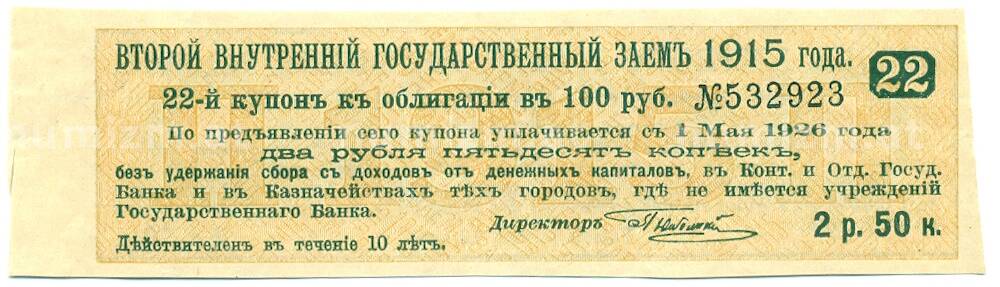 ВТОРОЙ ВНУТРЕННІЙ ГОСУДАРСТВЕННЫЙ ЗАЕМЪ 1915 года. 22
22-й купонъ къ облигаціи въ 100 руб. №532923
По предъявленіи сего купона уплачивается съ 1 Мая 1926 года
ДВА РУБЛЯ ПЯТЬДЕСЯТЪ КОПѢЕКЪ,
безъ удержанія сбора съ доходовъ отъ денежныхъ капиталовъ, въ Конт. и Отд. Госуд.
Банка и въ Казначействахъ тѣхъ городовъ, гдѣ не имѣется учрежденій
Государственнаго Банка.
Директоръ
2 р. 50 к.
Дѣйствителенъ въ теченіе 10 лѣтъ.